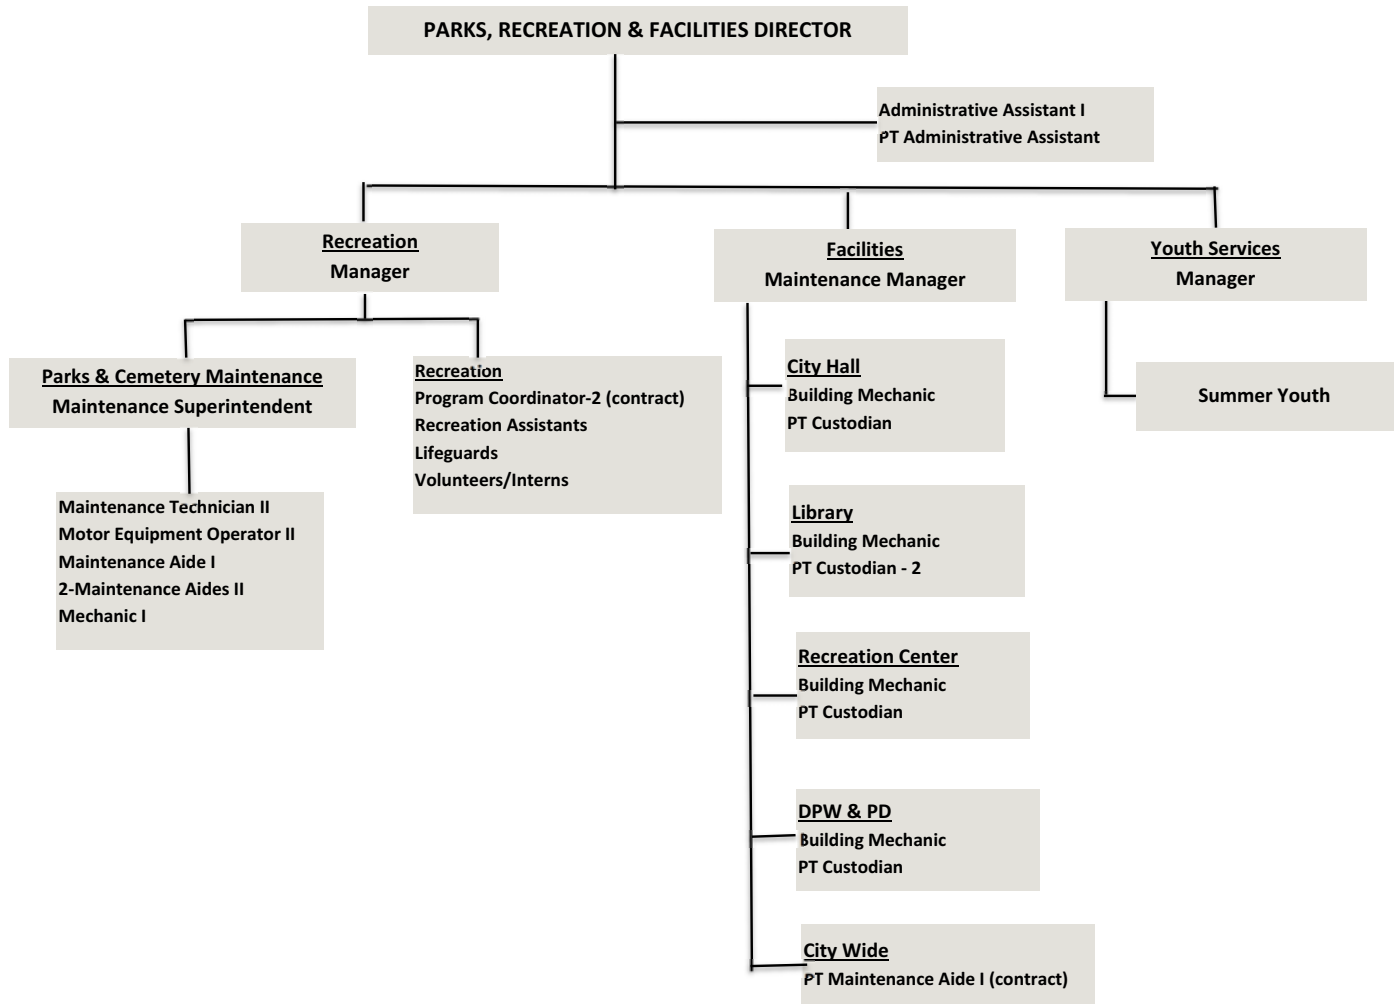 PARKS, RECREATION & FACILITIES DIRECTOR
Administrative Assistant I
PT Administrative Assistant
Recreation
Manager
Facilities
Maintenance Manager
Youth Services
Manager
Parks & Cemetery Maintenance
Maintenance Superintendent
Recreation
Program Coordinator-2 (contract)
Recreation Assistants
Lifeguards
Volunteers/Interns
City Hall
Building Mechanic
PT Custodian
Summer Youth
Maintenance Technician II
Motor Equipment Operator II
Maintenance Aide I
2-Maintenance Aides II
Mechanic I
Library
Building Mechanic
PT Custodian - 2
Recreation Center
Building Mechanic
PT Custodian
DPW & PD
Building Mechanic
PT Custodian
City Wide
PT Maintenance Aide I (contract)